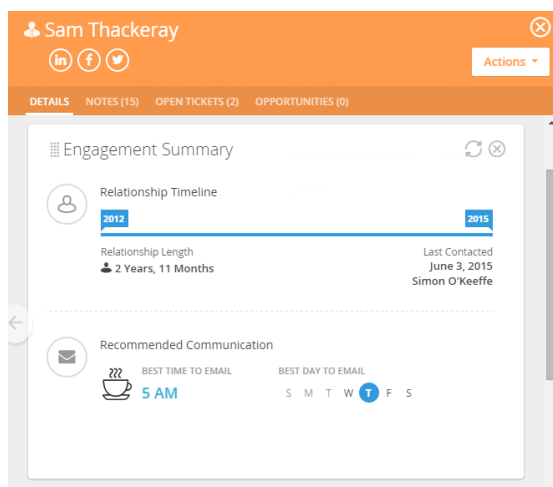 Sam Thackeray
in f
Actions
DETAILS NOTES (15) OPEN TICKETS (2) OPPORTUNITIES (0)
Engagement Summary
Relationship Timeline
2012 2015
Relationship Length Last Contacted
2 Years, 11 Months June 3, 2015
Simon O'Keeffe
Recommended Communication
BEST TIME TO EMAIL BEST DAY TO EMAIL
5 AM S M T W T F S